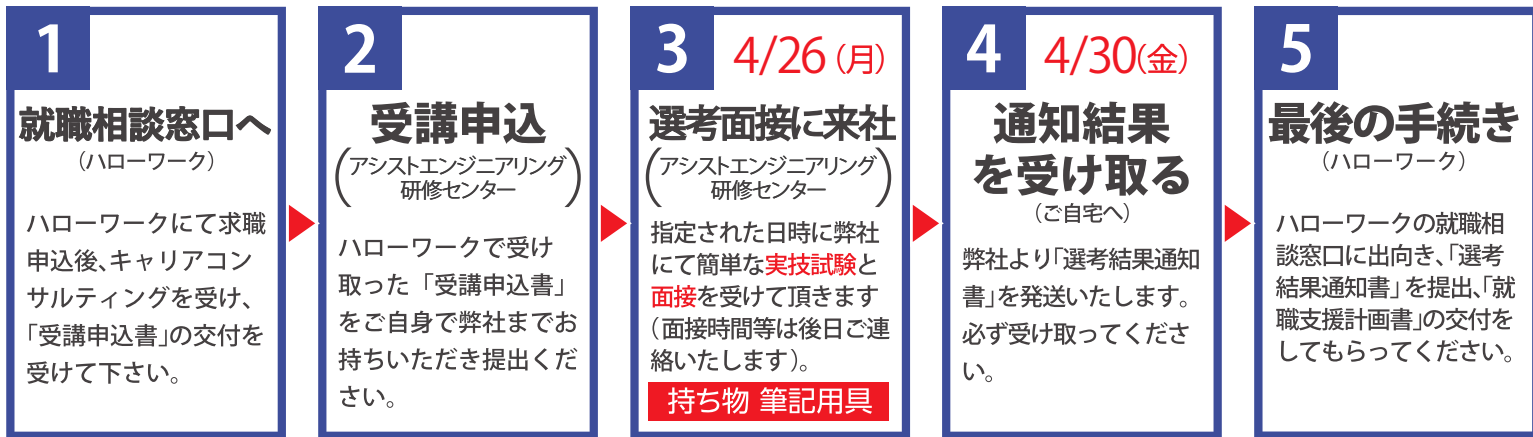 1
就職相談窓口へ
（ハローワーク）
ハローワークにて求職
申込後、キャリアコン
サルティングを受け、
「受講申込書」の交付を
受けて下さい。
2
受講申込
（アシストエンジニアリング
研修センター）
ハローワークで受け
取った「受講申込書」
をご自身で弊社までお
持ちいただき提出くだ
さい。
3
4/26（月）
選考面接に来社
（アシストエンジニアリング
研修センター）
指定された日時に弊社
にて簡単な実技試験と
面接を受けて頂きます
（面接時間等は後日ご連
絡いたします）。
持ち物 筆記用具
4
4/30（金）
通知結果
を受け取る
（ご自宅へ）
弊社より「選考結果通知
書」を発送いたします。
必ず受け取ってくださ
い。
5
最後の手続き
（ハローワーク）
ハローワークの就職相
談窓口に出向き、「選考
結果通知書」を提出、「就
職支援計画書」の交付を
してもらってください。